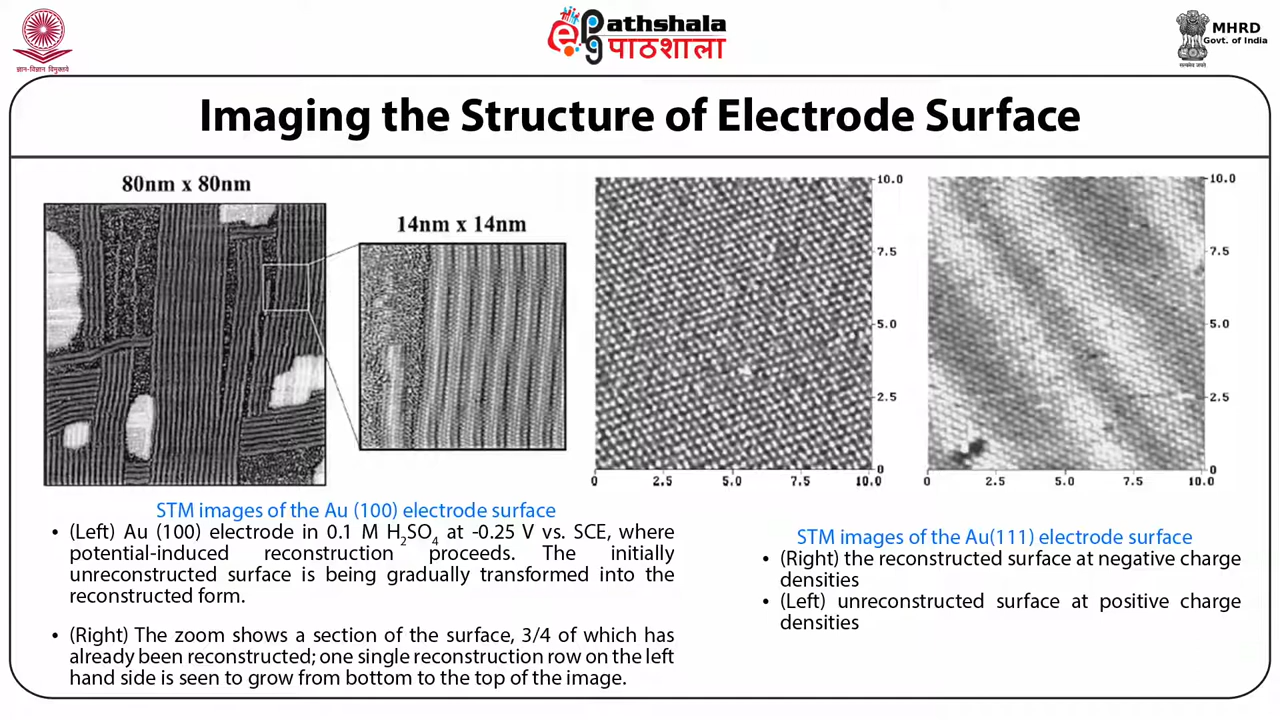 ज्ञान-विज्ञान विमुक्तये
epg
athshala
पाठशाला
सत्यमेव जयते
MHRD
Govt. of India
Imaging the Structure of Electrode Surface
80nm x 80nm
14nm x 14nm
10.0
7.5
5.0
2.5
0
0 2.5 5.0 7.5 10.0
10.0
7.5
5.0
2.5
0
0 2.5 5.0 7.5 10.0
STM images of the Au (100) electrode surface
• (Left) Au (100) electrode in 0.1 M H₂SO₄ at -0.25 V vs. SCE, where
potential-induced reconstruction proceeds. The initially
unreconstructed surface is being gradually transformed into the
reconstructed form.
• (Right) The zoom shows a section of the surface, 3/4 of which has
already been reconstructed; one single reconstruction row on the left
hand side is seen to grow from bottom to the top of the image.
STM images of the Au(111) electrode surface
• (Right) the reconstructed surface at negative charge
densities
• (Left) unreconstructed surface at positive charge
densities